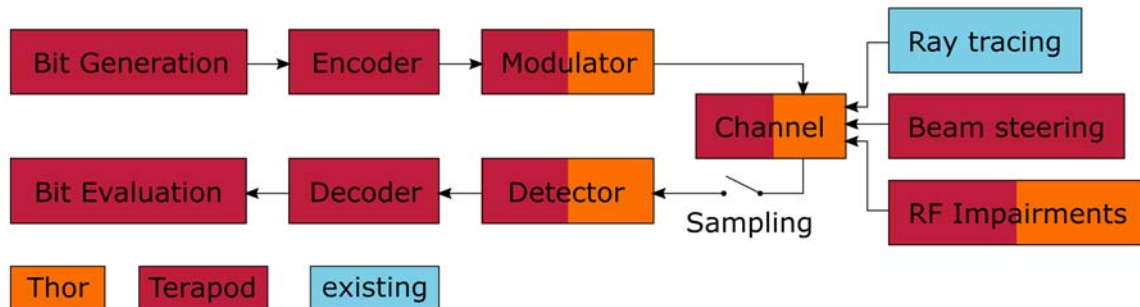 Bit Generation
Encoder
Modulator
Ray tracing
Channel
Beam steering
Bit Evaluation
Decoder
Detector
Sampling
RF Impairments
Thor
Terapod
existing